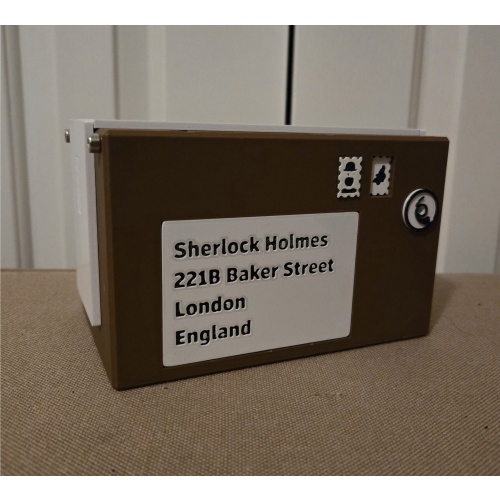 Sherlock Holmes
221B Baker Street
London
England